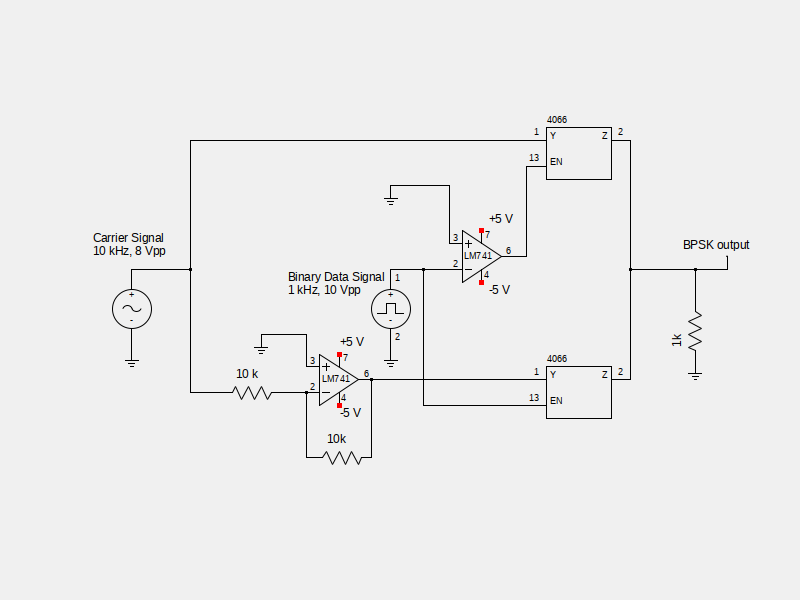 4066
1
Y
Z
2
13
EN
+5 V
7
3
+
LM741
6
2
−
4
-5 V
Carrier Signal
10 kHz, 8 Vpp
+
-
Binary Data Signal
1 kHz, 10 Vpp
1
+
-
2
BPSK output
1k
+5 V
7
3
+
LM741
6
2
−
4
-5 V
10 k
10k
4066
1
Y
Z
2
13
EN